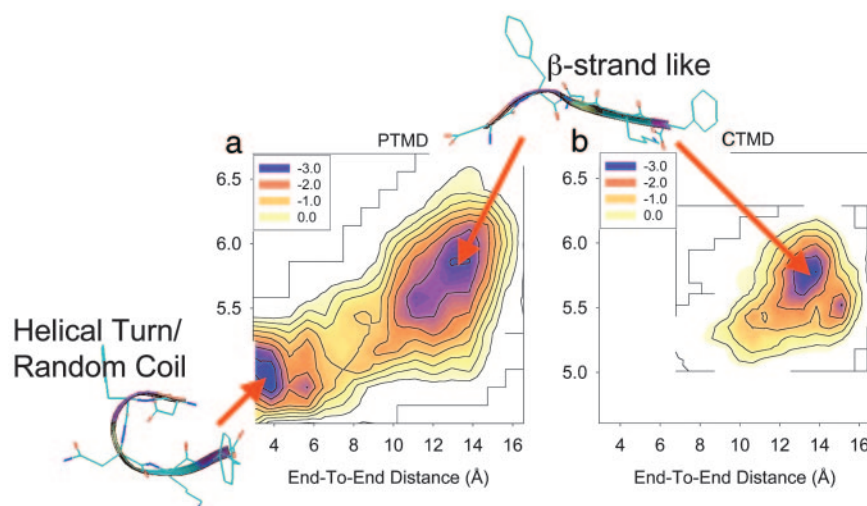 β-strand like
a
PTMD
b
CTMD
-3.0
-2.0
-1.0
0.0
-3.0
-2.0
-1.0
0.0
6.5
6.0
5.5
6.5
6.0
5.5
5.0
Helical Turn/
Random Coil
4 6 8 10 12 14 16
4 6 8 10 12 14 16
End-To-End Distance (Å)
End-To-End Distance (Å)